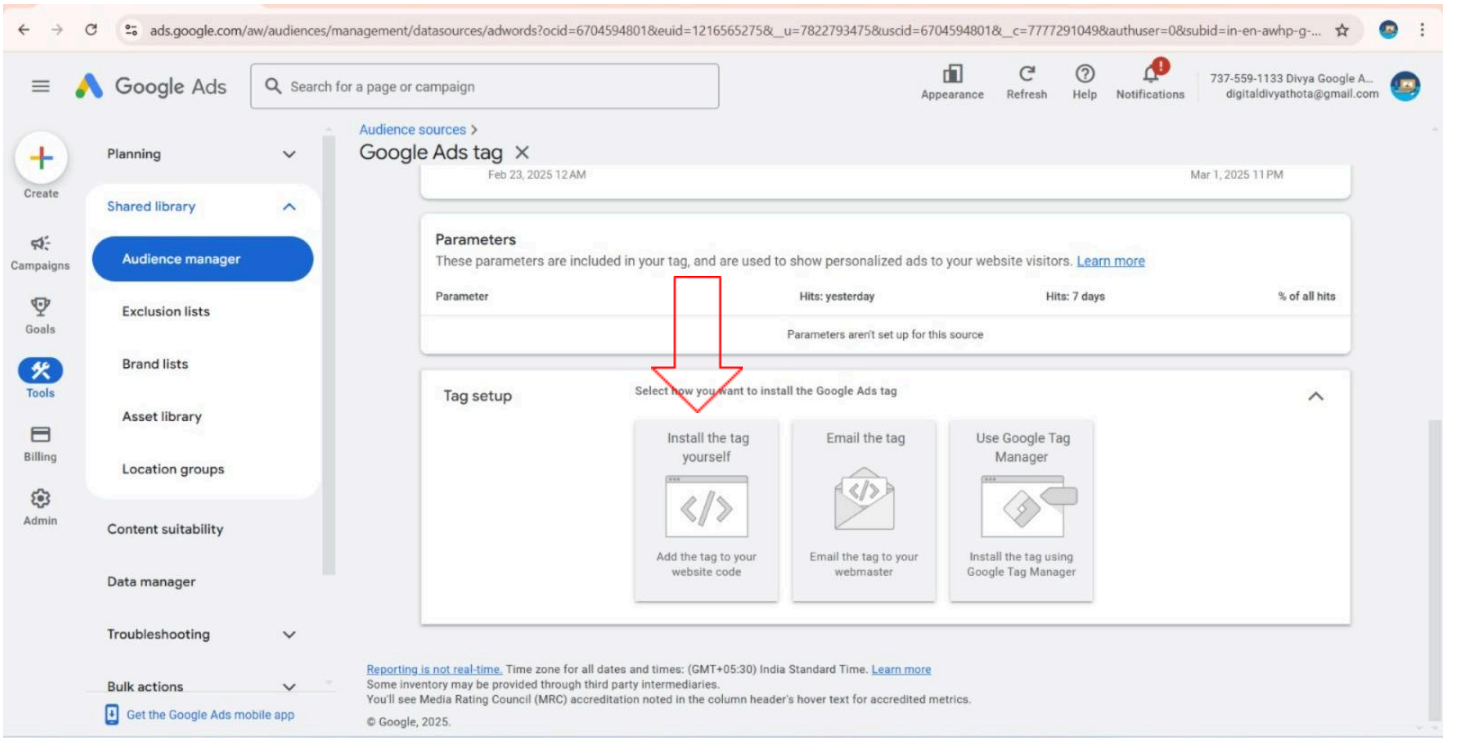 ads.google.com/aw/audiences/management/datasources/adwords?ocid=6704594801&euid=1216565275&__u=7822793475&uscid=6704594801&__c=7777291049&authuser=0&subid=in-en-awhp-g-...
Google Ads
Search for a page or campaign
Appearance
Refresh
Help
Notifications
737-559-1133 Divya Google A...
digitaldivyathota@gmail.com
Create
Campaigns
Goals
Tools
Billing
Admin
Planning
Shared library
Audience manager
Exclusion lists
Brand lists
Asset library
Location groups
Content suitability
Data manager
Troubleshooting
Bulk actions
Get the Google Ads mobile app
Audience sources >
Google Ads tag
Feb 23, 2025 12 AM
Mar 1, 2025 11 PM
Parameters
These parameters are included in your tag, and are used to show personalized ads to your website visitors. Learn more
Parameter Hits: yesterday Hits: 7 days % of all hits
Parameters aren't set up for this source
Tag setup
Select how you want to install the Google Ads tag
Install the tag
yourself
Add the tag to your
website code
Email the tag
Email the tag to your
webmaster
Use Google Tag
Manager
Install the tag using
Google Tag Manager
Reporting is not real-time. Time zone for all dates and times: (GMT+05:30) India Standard Time. Learn more
Some inventory may be provided through third party intermediaries.
You'll see Media Rating Council (MRC) accreditation noted in the column header's hover text for accredited metrics.
© Google, 2025.